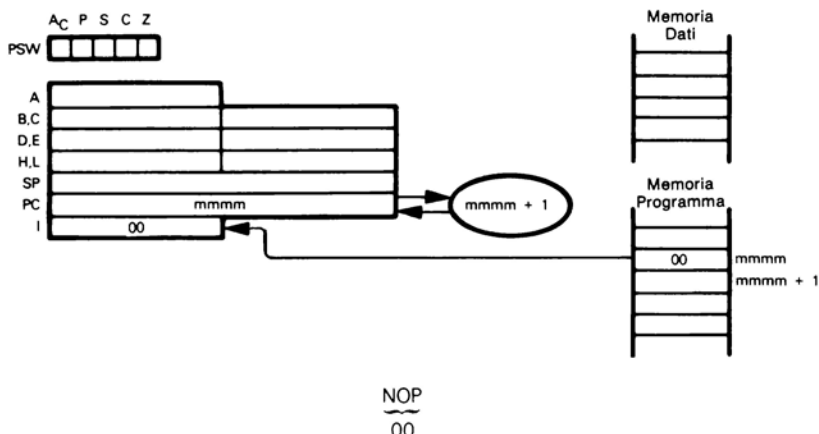 AC P S C Z
PSW
A
B,C
D,E
H,L
SP
PC mmmm
I 00
mmmm + 1
Memoria
Dati
Memoria
Programma
00 mmmm
mmmm + 1
NOP
00